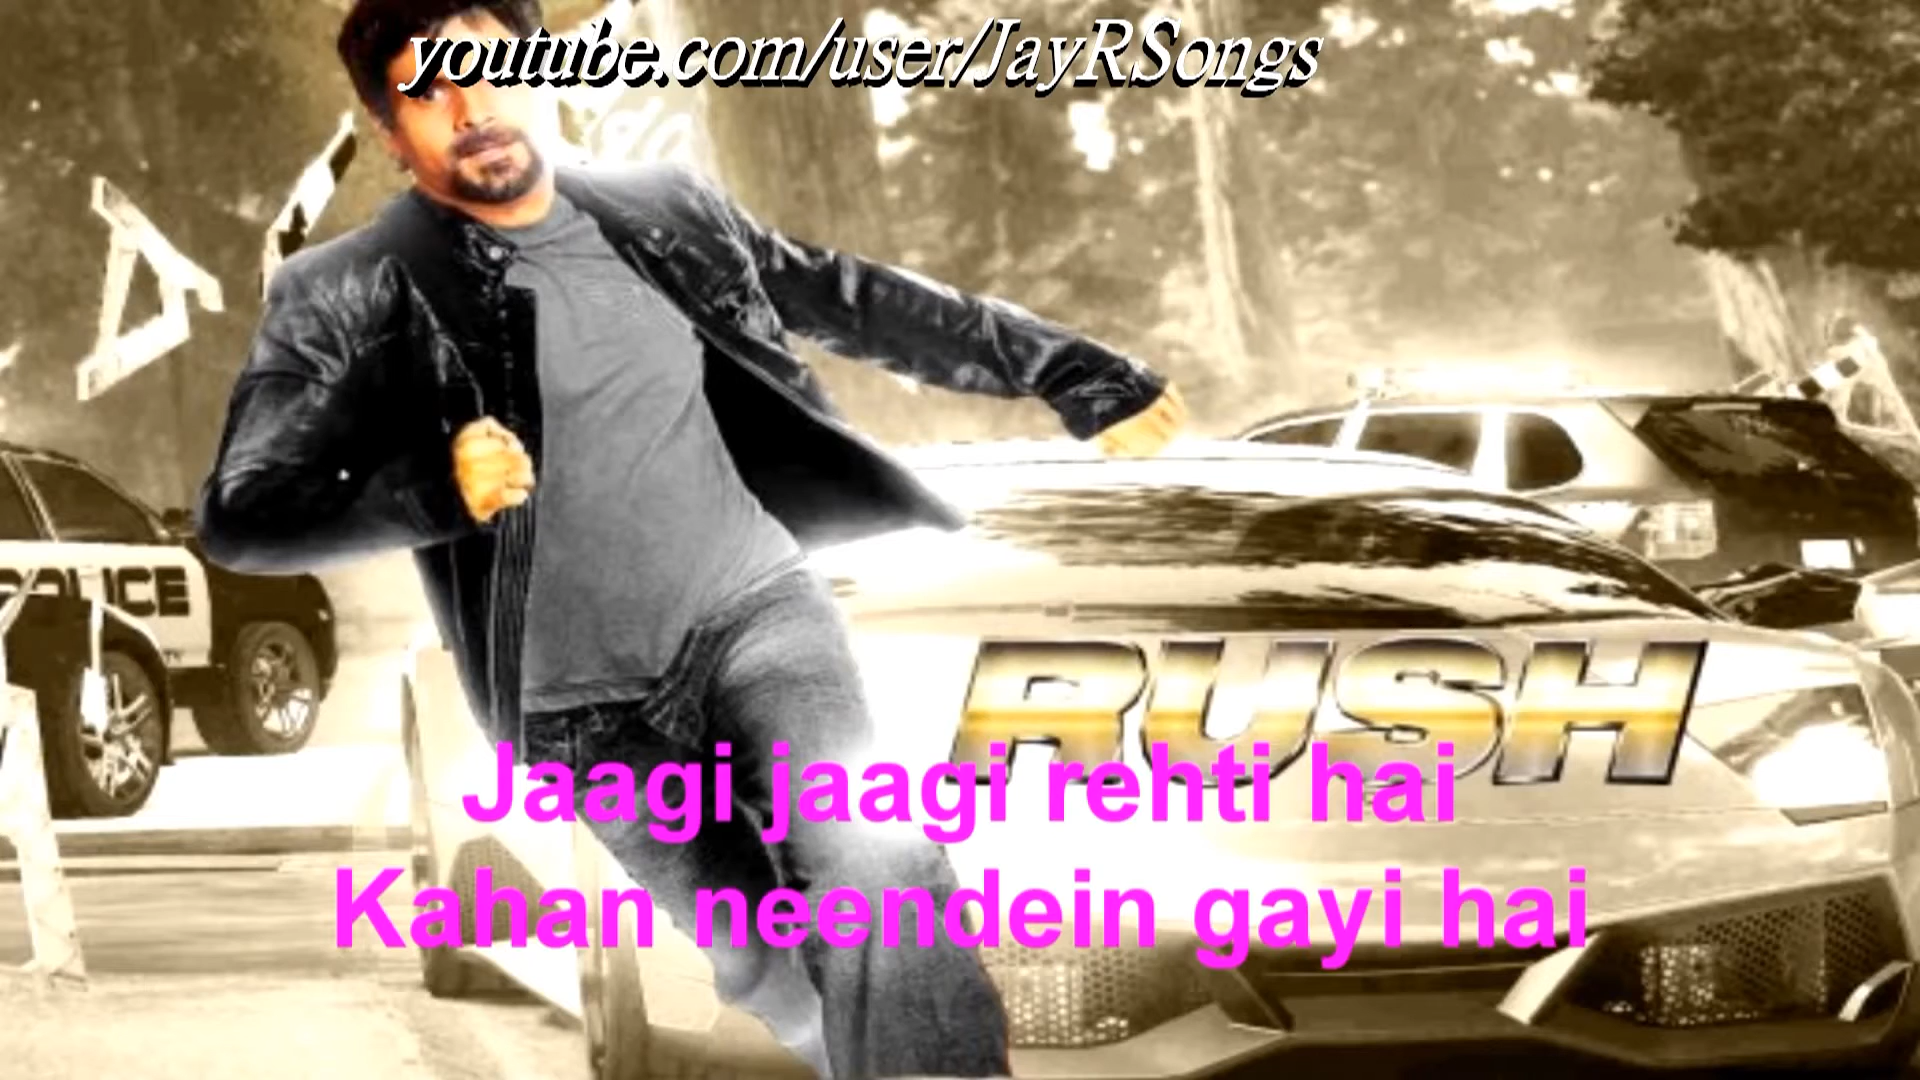 youtube.com/user/JayRSongs
POLICE
RUSH
Jaagi jaagi rehti hai
Kahan neendein gayi hai